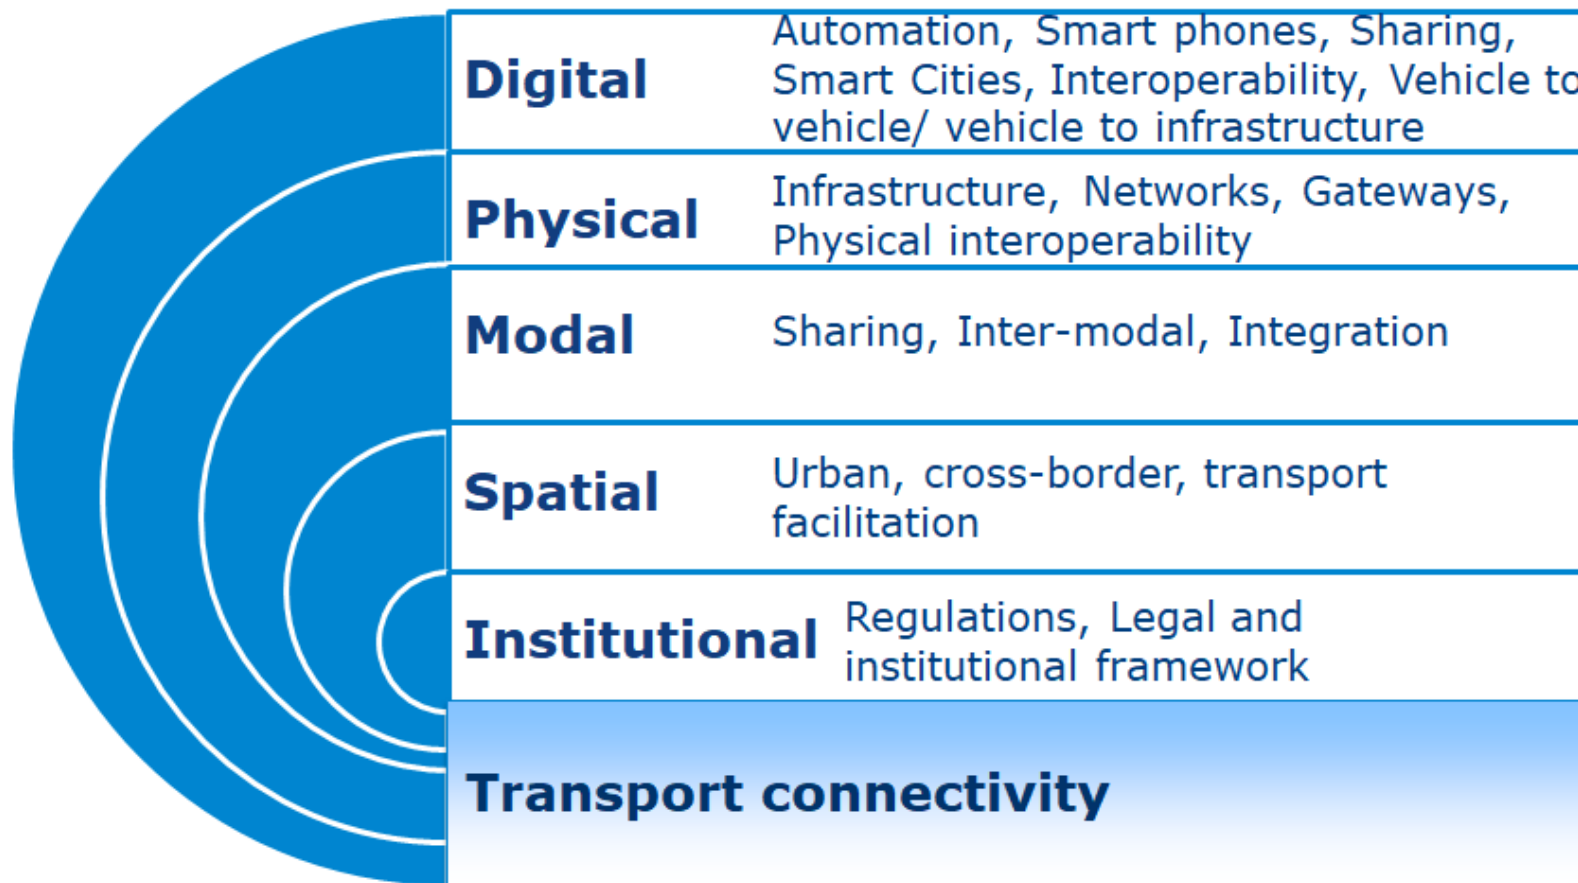 Digital
Automation, Smart phones, Sharing,
Smart Cities, Interoperability, Vehicle to
vehicle/ vehicle to infrastructure
Physical
Infrastructure, Networks, Gateways,
Physical interoperability
Modal
Sharing, Inter-modal, Integration
Spatial
Urban, cross-border, transport
facilitation
Institutional
Regulations, Legal and
institutional framework
Transport connectivity